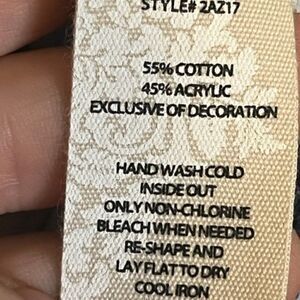 STYLE# 2AZ17
55% COTTON
45% ACRYLIC
EXCLUSIVE OF DECORATION
HAND WASH COLD
INSIDE OUT
ONLY NON-CHLORINE
BLEACH WHEN NEEDED
RE-SHAPE AND
LAY FLAT TO DRY
COOL IRON